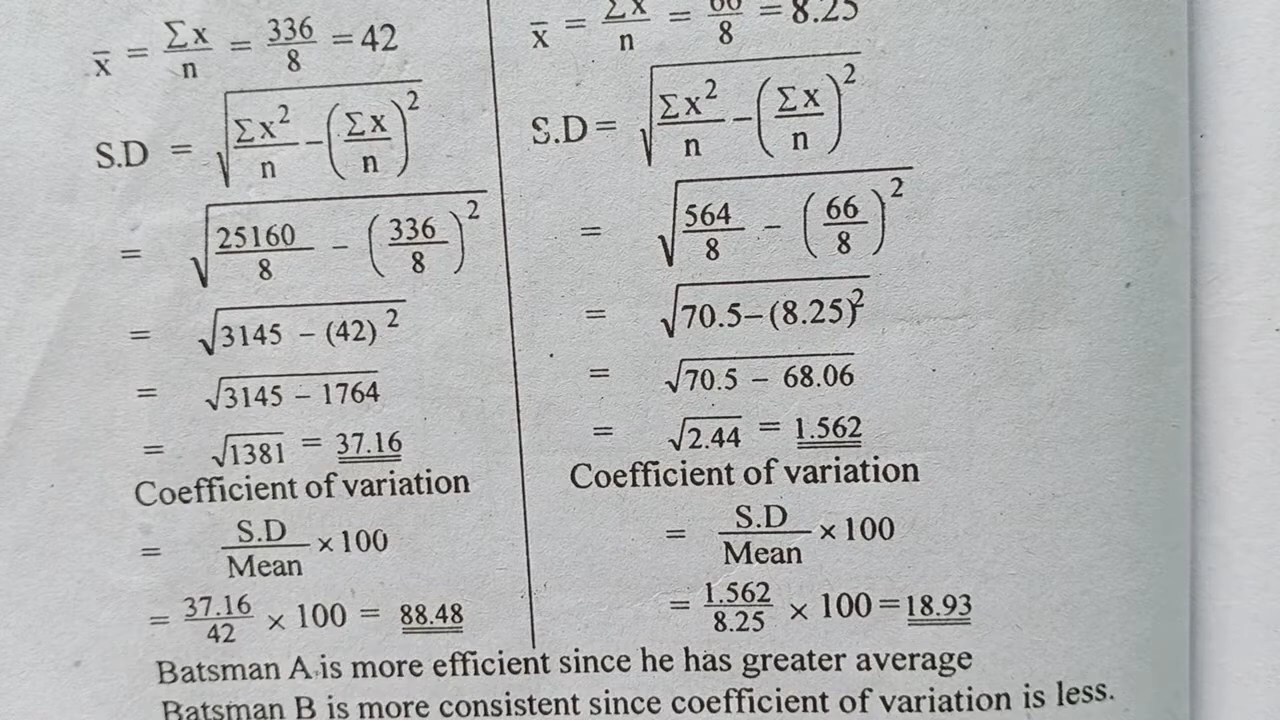 x̄ = Σx/n = 336/8 = 42
S.D = √(Σx²/n − (Σx/n)²)
= √(25160/8 − (336/8)²)
= √(3145 − (42)²)
= √(3145 − 1764)
= √1381 = 37.16
Coefficient of variation
= S.D/Mean × 100
= 37.16/42 × 100 = 88.48
x̄ = Σx/n = 66/8 = 8.25
S.D = √(Σx²/n − (Σx/n)²)
= √(564/8 − (66/8)²)
= √(70.5 − (8.25)²)
= √(70.5 − 68.06)
= √2.44 = 1.562
Coefficient of variation
= S.D/Mean × 100
= 1.562/8.25 × 100 = 18.93
Batsman A is more efficient since he has greater average
Batsman B is more consistent since coefficient of variation is less.